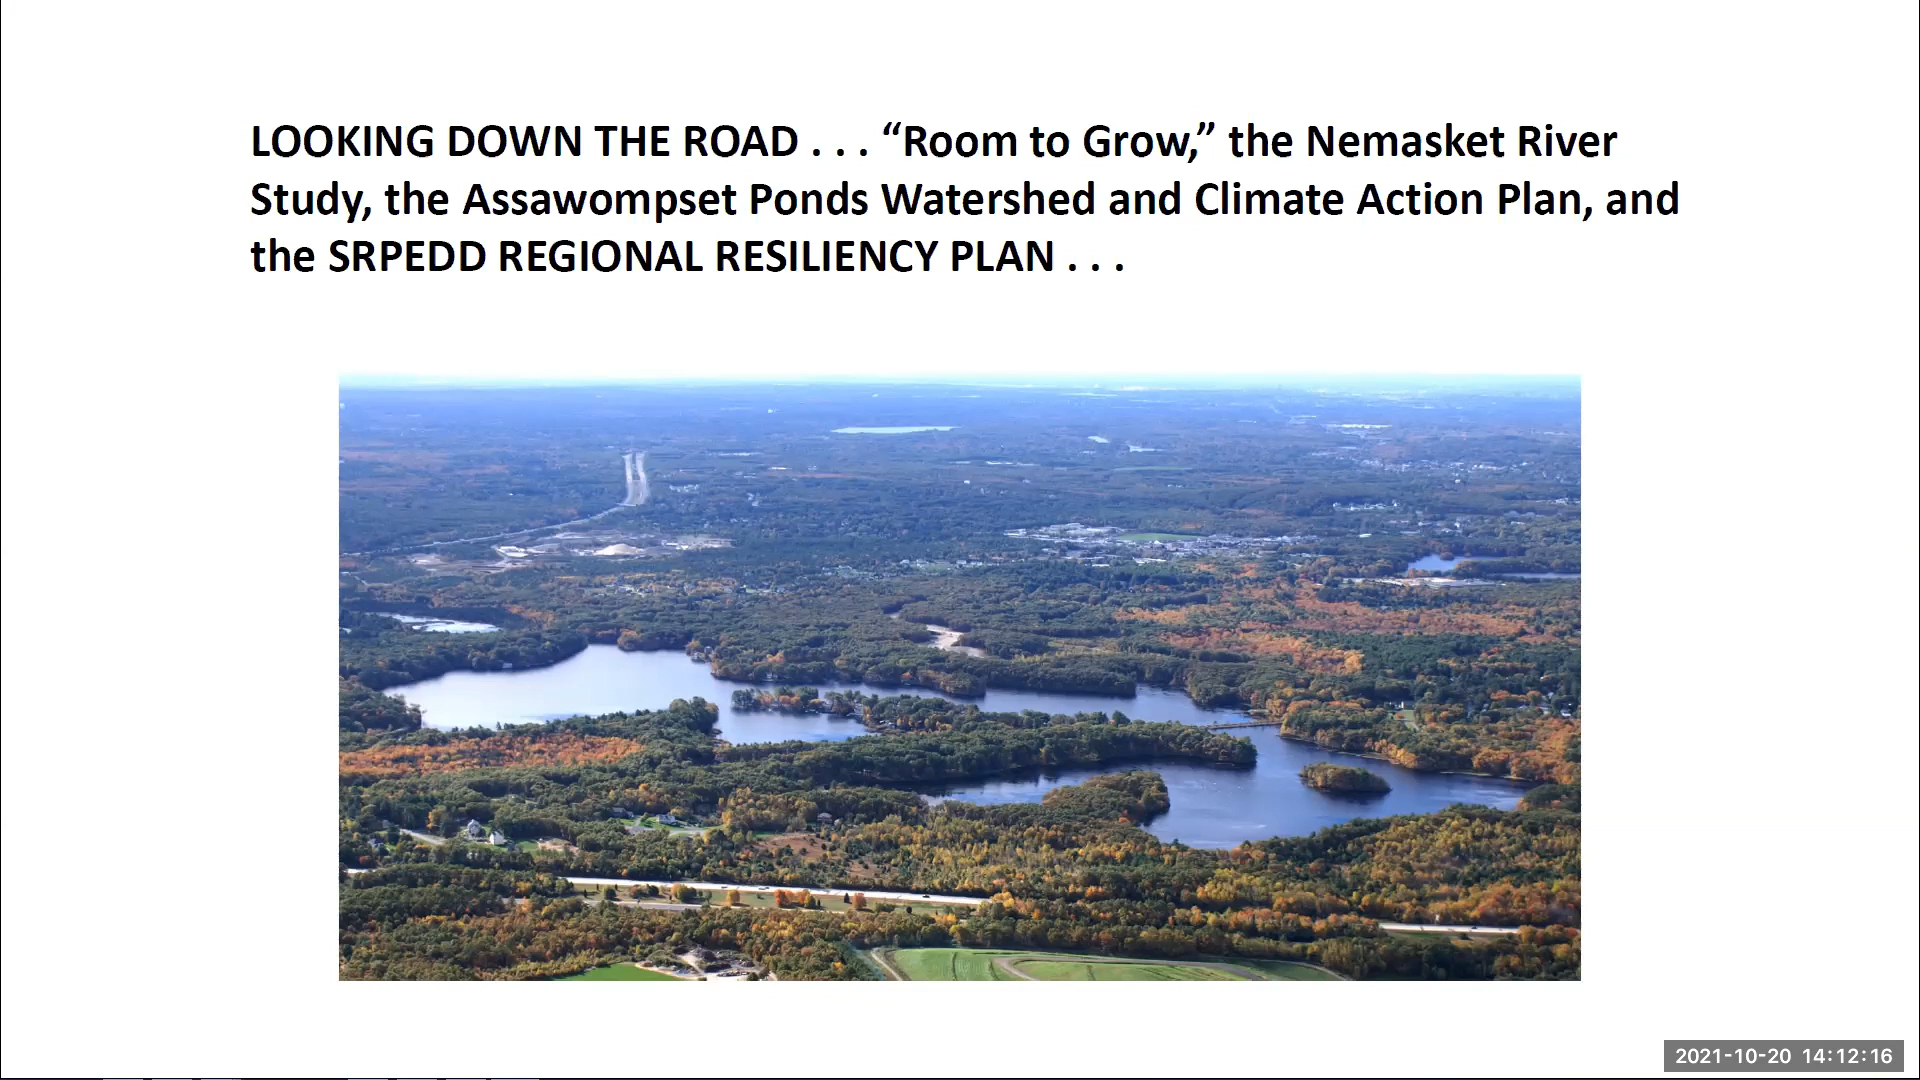 LOOKING DOWN THE ROAD . . . “Room to Grow,” the Nemasket River
Study, the Assawompset Ponds Watershed and Climate Action Plan, and
the SRPEDD REGIONAL RESILIENCY PLAN . . .
2021-10-20 14:12:16